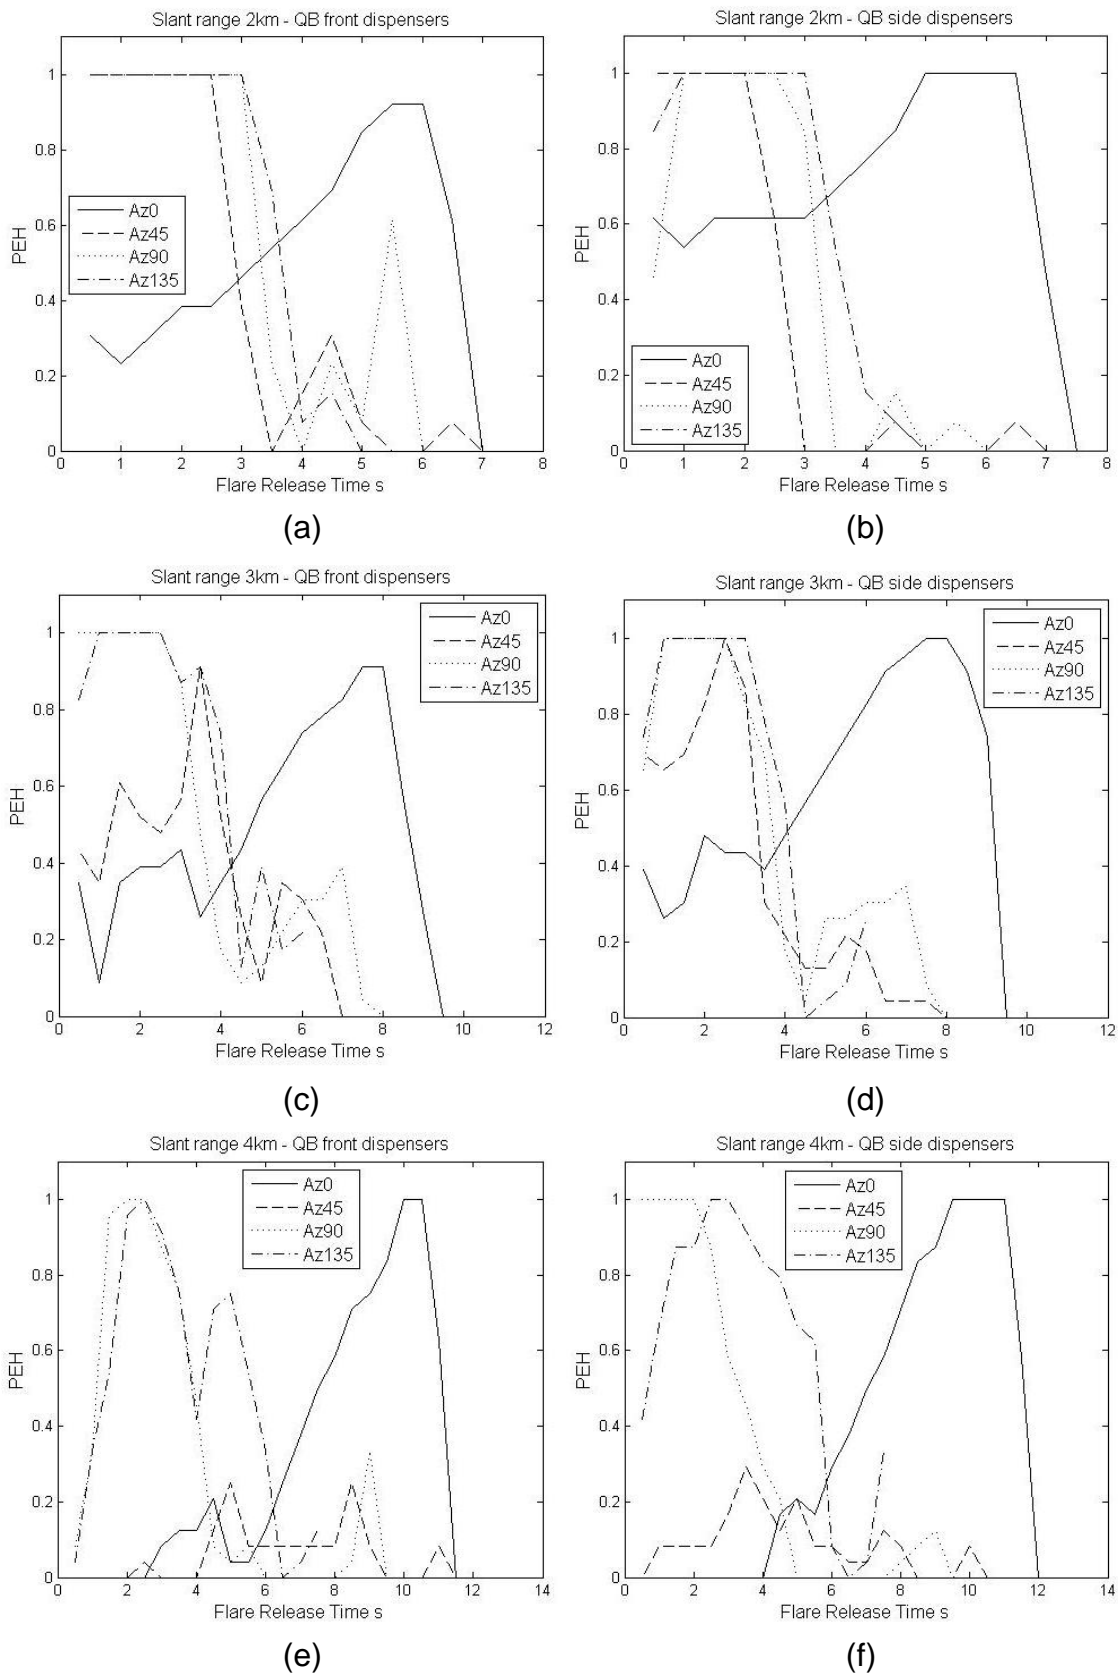 Slant range 2km - QB front dispensers
1
0.8
0.6
0.4
0.2
0
PEH
Az0
Az45
Az90
Az135
0 1 2 3 4 5 6 7 8
Flare Release Time s
(a)
Slant range 2km - QB side dispensers
1
0.8
0.6
0.4
0.2
0
PEH
Az0
Az45
Az90
Az135
0 1 2 3 4 5 6 7 8
Flare Release Time s
(b)
Slant range 3km - QB front dispensers
1
0.8
0.6
0.4
0.2
0
PEH
Az0
Az45
Az90
Az135
0 2 4 6 8 10 12
Flare Release Time s
(c)
Slant range 3km - QB side dispensers
1
0.8
0.6
0.4
0.2
0
PEH
Az0
Az45
Az90
Az135
0 2 4 6 8 10 12
Flare Release Time s
(d)
Slant range 4km - QB front dispensers
1
0.8
0.6
0.4
0.2
0
PEH
Az0
Az45
Az90
Az135
0 2 4 6 8 10 12 14
Flare Release Time s
(e)
Slant range 4km - QB side dispensers
1
0.8
0.6
0.4
0.2
0
PEH
Az0
Az45
Az90
Az135
0 2 4 6 8 10 12 14
Flare Release Time s
(f)